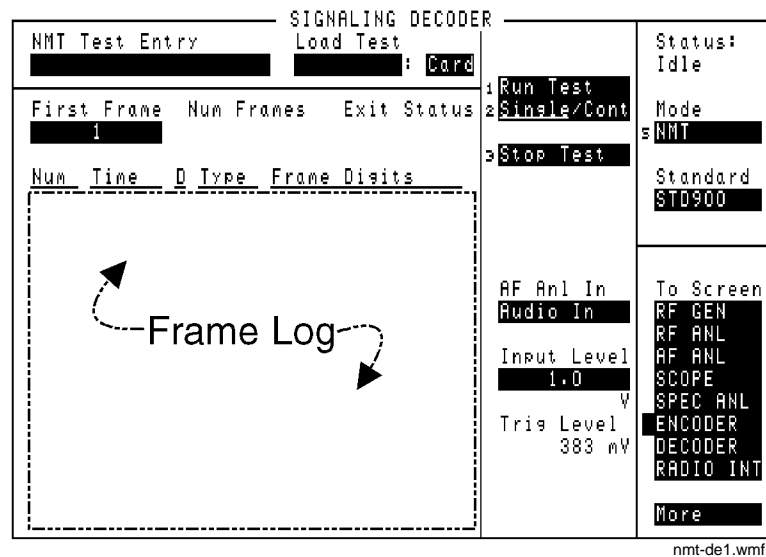 SIGNALING DECODER
NMT Test Entry
Load Test
: Card
First Frame
1
Num Frames
Exit Status
Num Time D Type Frame Digits
Frame Log
1 Run Test
2 Single/Cont
3 Stop Test
AF Anl In
Audio In
Input Level
1.0
V
Trig Level
383 mV
Status:
Idle
Mode
5 NMT
Standard
STD900
To Screen
RF GEN
RF ANL
AF ANL
SCOPE
SPEC ANL
ENCODER
DECODER
RADIO INT
More
nmt-de1.wmf